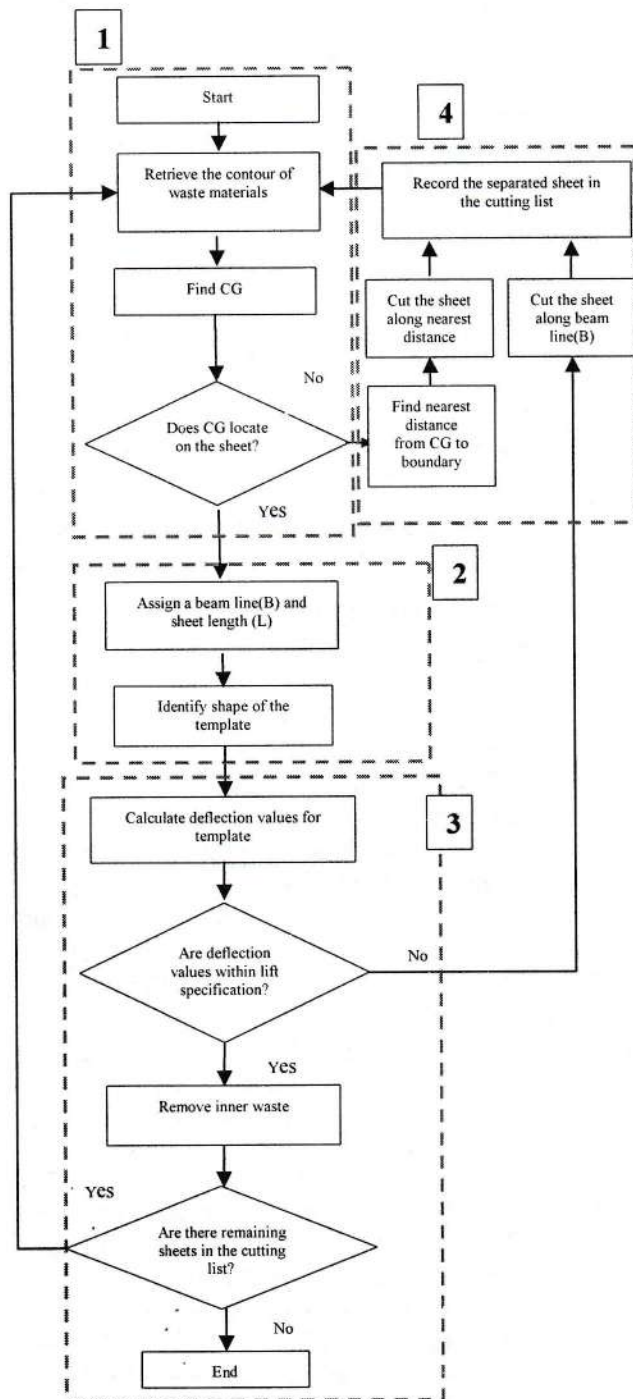 1
Start
4
Retrieve the contour of
waste materials
Record the separated sheet in
the cutting list
Find CG
Cut the sheet
along nearest
distance
Cut the sheet
along beam
line(B)
No
Does CG locate
on the sheet?
Find nearest
distance
from CG to
boundary
Yes
2
Assign a beam line(B) and
sheet length (L)
Identify shape of the
template
3
Calculate deflection values for
template
Are deflection
values within lift
specification?
No
Yes
Remove inner waste
Yes
Are there remaining
sheets in the cutting
list?
No
End